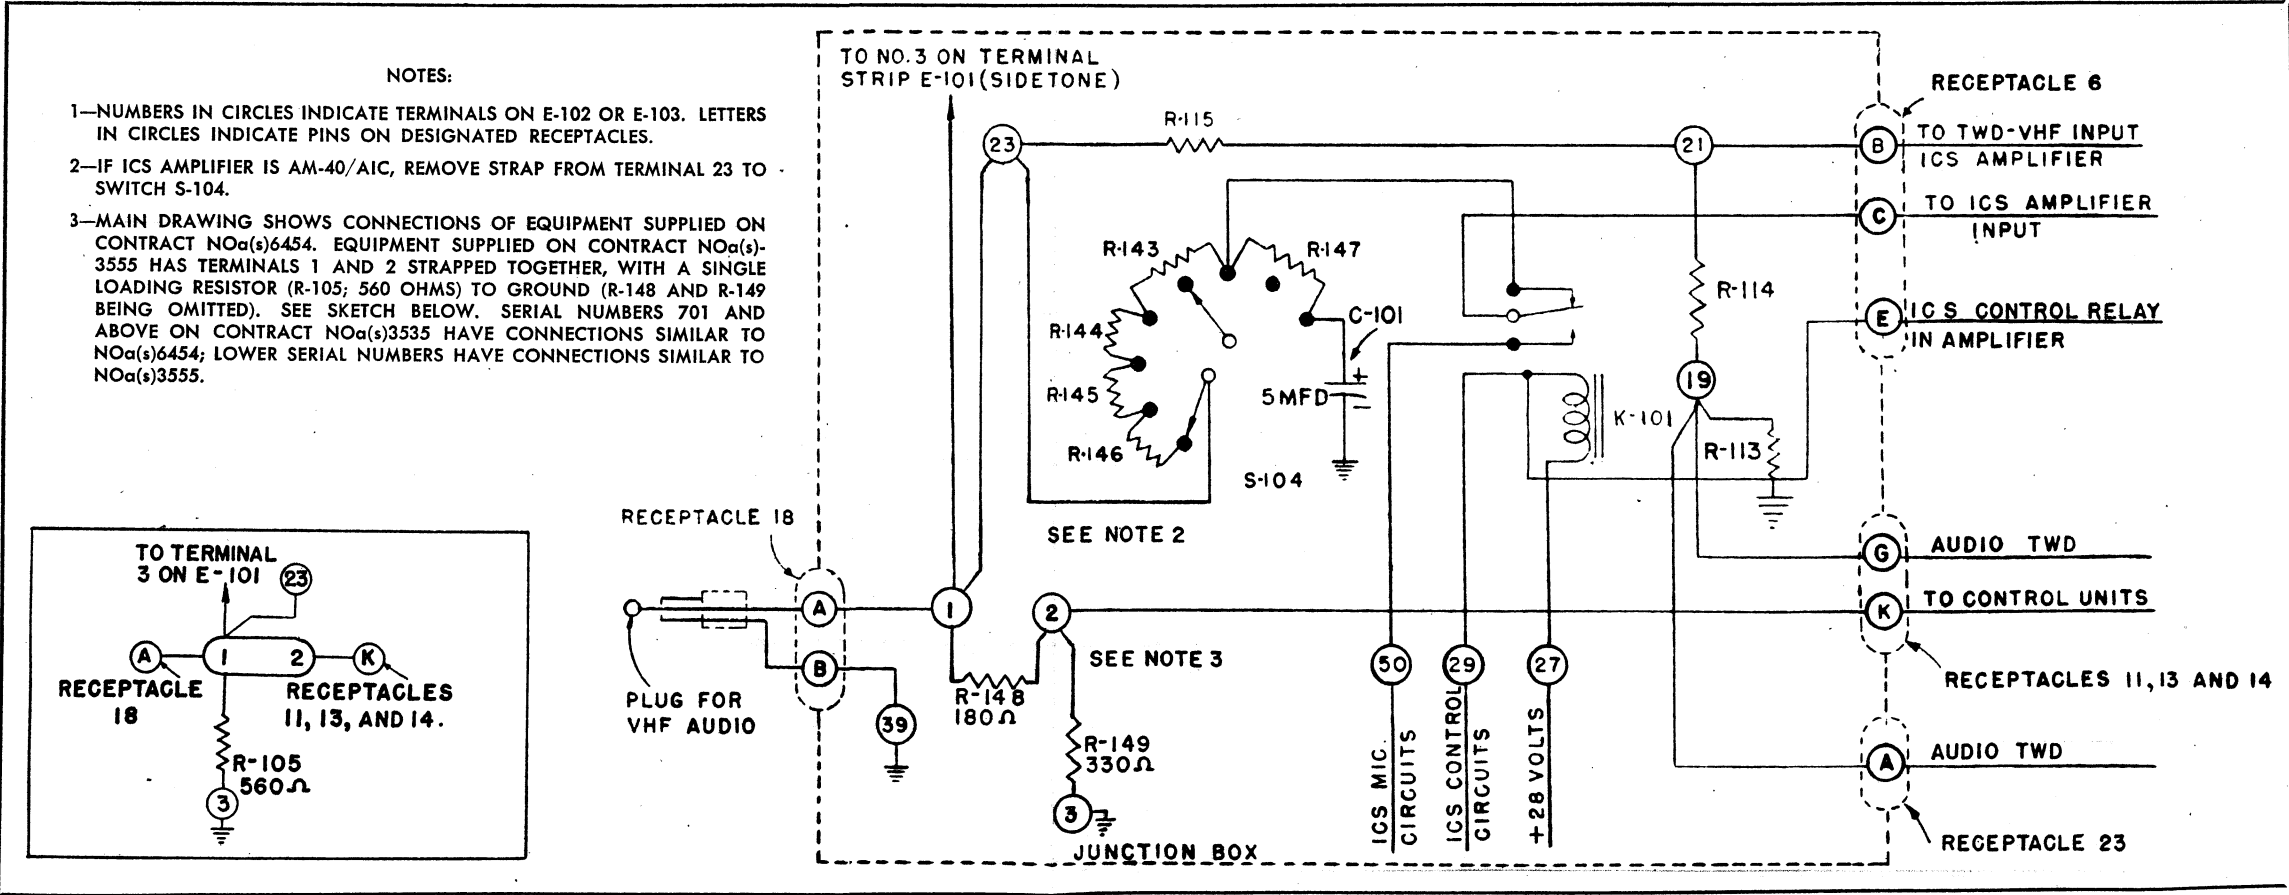 NOTES:
1—NUMBERS IN CIRCLES INDICATE TERMINALS ON E-102 OR E-103. LETTERS
IN CIRCLES INDICATE PINS ON DESIGNATED RECEPTACLES.
2—IF ICS AMPLIFIER IS AM-40/AIC, REMOVE STRAP FROM TERMINAL 23 TO
SWITCH S-104.
3—MAIN DRAWING SHOWS CONNECTIONS OF EQUIPMENT SUPPLIED ON
CONTRACT NOa(s)6454. EQUIPMENT SUPPLIED ON CONTRACT NOa(s)-
3555 HAS TERMINALS 1 AND 2 STRAPPED TOGETHER, WITH A SINGLE
LOADING RESISTOR (R-105; 560 OHMS) TO GROUND (R-148 AND R-149
BEING OMITTED). SEE SKETCH BELOW. SERIAL NUMBERS 701 AND
ABOVE ON CONTRACT NOa(s)3535 HAVE CONNECTIONS SIMILAR TO
NOa(s)6454; LOWER SERIAL NUMBERS HAVE CONNECTIONS SIMILAR TO
NOa(s)3555.
TO TERMINAL
3 ON E-101
23
A
1
2
K
RECEPTACLE
18
RECEPTACLES
11, 13, AND 14.
R-105
560Ω
3
TO NO.3 ON TERMINAL
STRIP E-101(SIDETONE)
23
R-115
21
R-143
R-147
R-144
R-145
R-146
C-101
5MFD
+
−
S-104
SEE NOTE 2
R-114
19
K-101
R-113
RECEPTACLE 6
B
TO TWD-VHF INPUT
ICS AMPLIFIER
C
TO ICS AMPLIFIER
INPUT
E
ICS CONTROL RELAY
IN AMPLIFIER
RECEPTACLE 18
A
B
PLUG FOR
VHF AUDIO
39
1
2
SEE NOTE 3
R-148
180Ω
R-149
330Ω
3
JUNCTION BOX
50
29
27
ICS MIC.
CIRCUITS
ICS CONTROL
CIRCUITS
+28 VOLTS
G
AUDIO TWD
K
TO CONTROL UNITS
RECEPTACLES 11,13 AND 14
A
AUDIO TWD
RECEPTACLE 23